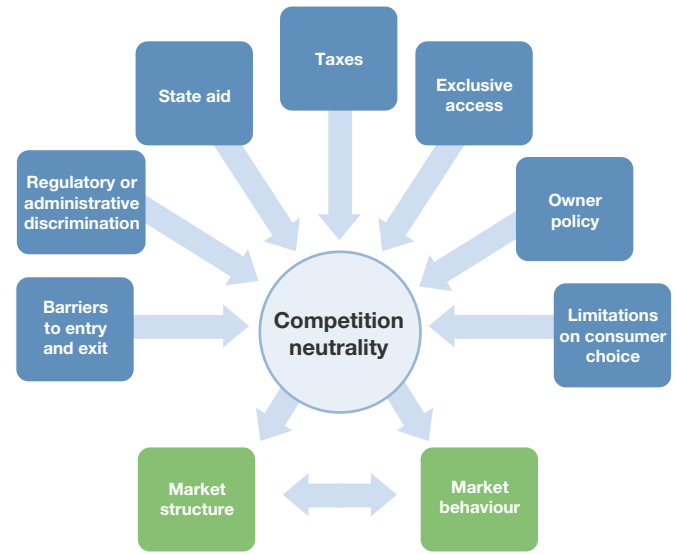 Taxes
State aid
Exclusive
access
Regulatory or
administrative
discrimination
Owner
policy
Barriers
to entry
and exit
Competition
neutrality
Limitations
on consumer
choice
Market
structure
Market
behaviour